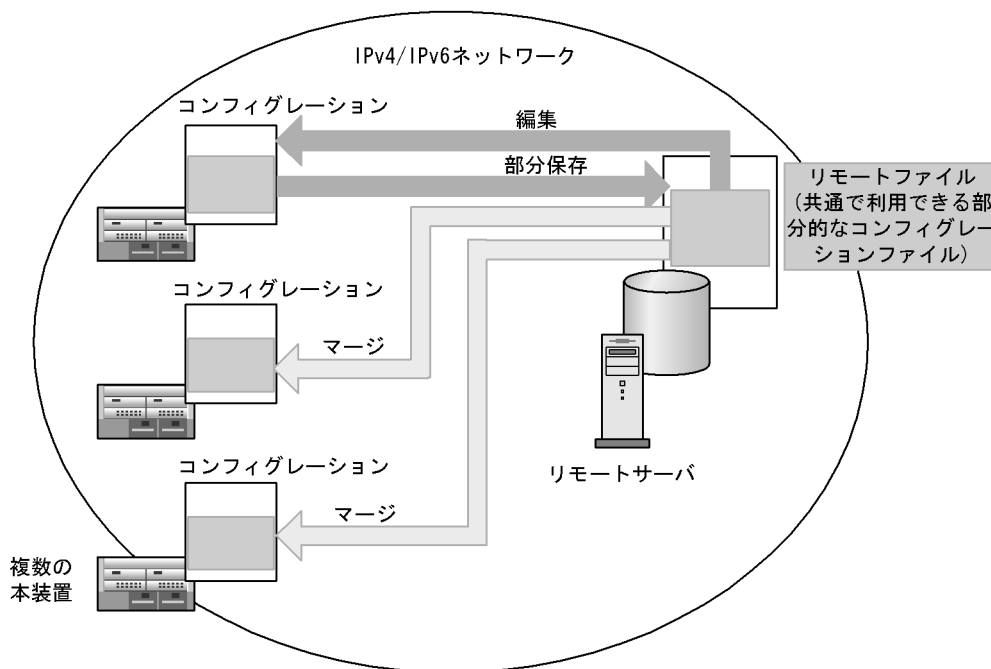 IPv4/IPv6ネットワーク
コンフィグレーション
編集
部分保存
リモートファイル
(共通で利用できる部
分的なコンフィグレー
ションファイル)
コンフィグレーション
マージ
リモートサーバ
コンフィグレーション
マージ
複数の
本装置